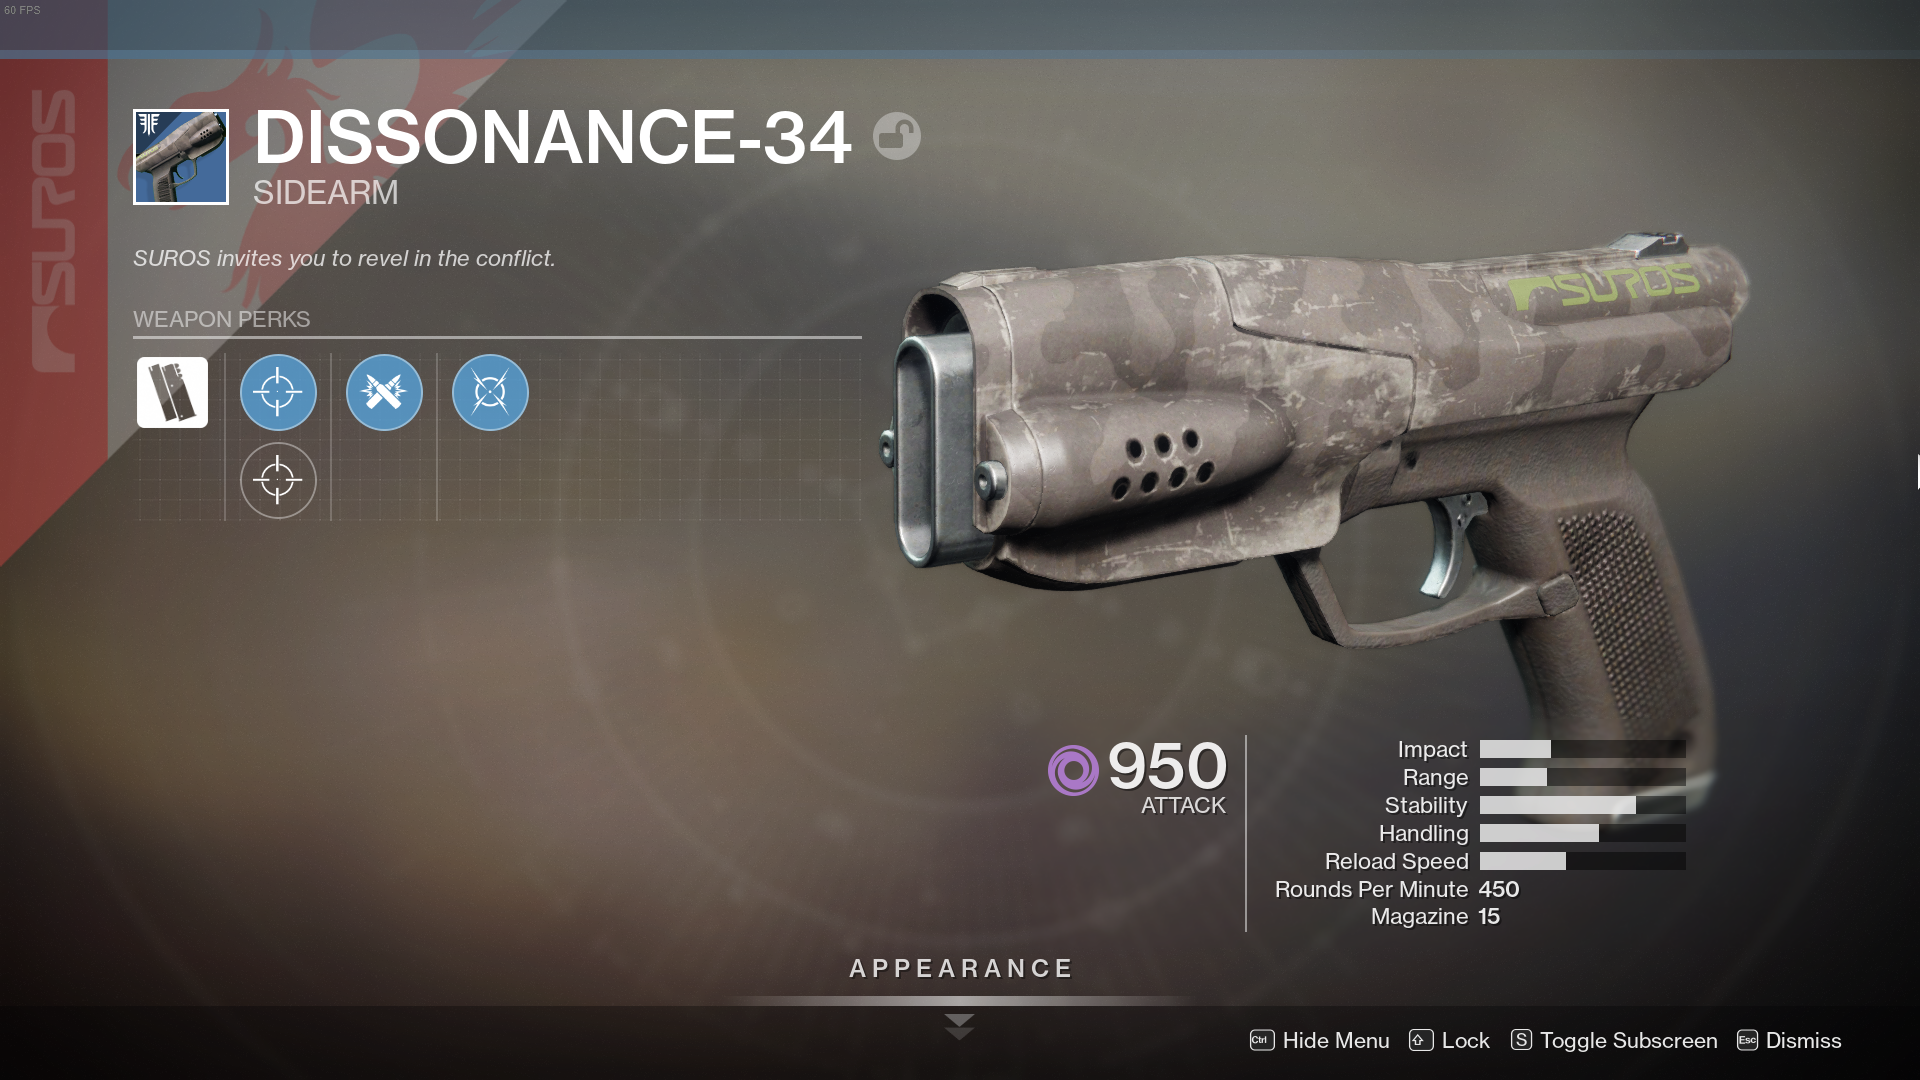 60 FPS
SUROS
DISSONANCE-34
SIDEARM
SUROS invites you to revel in the conflict.
WEAPON PERKS
SUROS
950
ATTACK
Impact
Range
Stability
Handling
Reload Speed
Rounds Per Minute 450
Magazine 15
APPEARANCE
Ctrl Hide Menu Lock S Toggle Subscreen Esc Dismiss